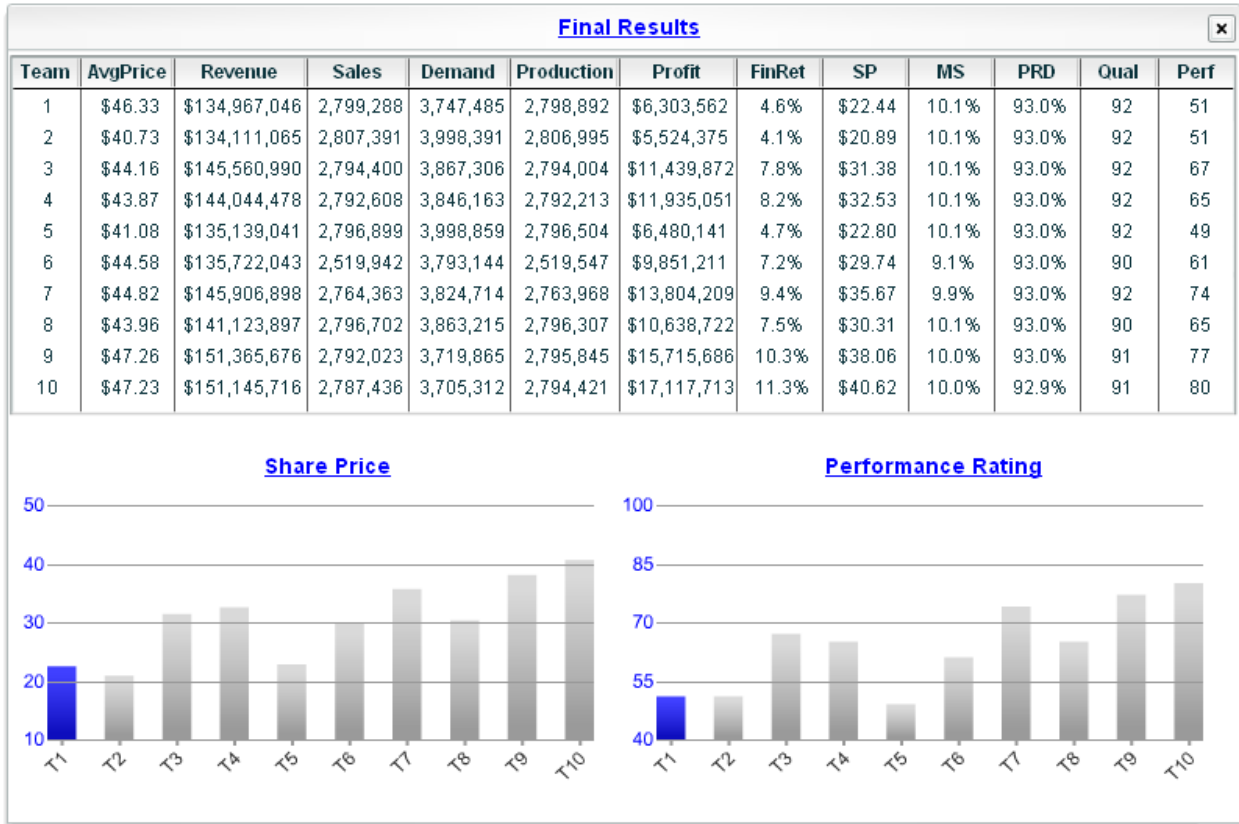 Final Results
Team AvgPrice Revenue Sales Demand Production Profit FinRet SP MS PRD Qual Perf
1 $46.33 $134,967,046 2,799,288 3,747,485 2,798,892 $6,303,562 4.6% $22.44 10.1% 93.0% 92 51
2 $40.73 $134,111,065 2,807,391 3,998,391 2,806,995 $5,524,375 4.1% $20.89 10.1% 93.0% 92 51
3 $44.16 $145,560,990 2,794,400 3,867,306 2,794,004 $11,439,872 7.8% $31.38 10.1% 93.0% 92 67
4 $43.87 $144,044,478 2,792,608 3,846,163 2,792,213 $11,935,051 8.2% $32.53 10.1% 93.0% 92 65
5 $41.08 $135,139,041 2,796,899 3,998,859 2,796,504 $6,480,141 4.7% $22.80 10.1% 93.0% 92 49
6 $44.58 $135,722,043 2,519,942 3,793,144 2,519,547 $9,851,211 7.2% $29.74 9.1% 93.0% 90 61
7 $44.82 $145,906,898 2,764,363 3,824,714 2,763,968 $13,804,209 9.4% $35.67 9.9% 93.0% 92 74
8 $43.96 $141,123,897 2,796,702 3,863,215 2,796,307 $10,638,722 7.5% $30.31 10.1% 93.0% 90 65
9 $47.26 $151,365,676 2,792,023 3,719,865 2,795,845 $15,715,686 10.3% $38.06 10.0% 93.0% 91 77
10 $47.23 $151,145,716 2,787,436 3,705,312 2,794,421 $17,117,713 11.3% $40.62 10.0% 92.9% 91 80
Share Price
50
40
30
20
10
T1 T2 T3 T4 T5 T6 T7 T8 T9 T10
Performance Rating
100
85
70
55
40
T1 T2 T3 T4 T5 T6 T7 T8 T9 T10